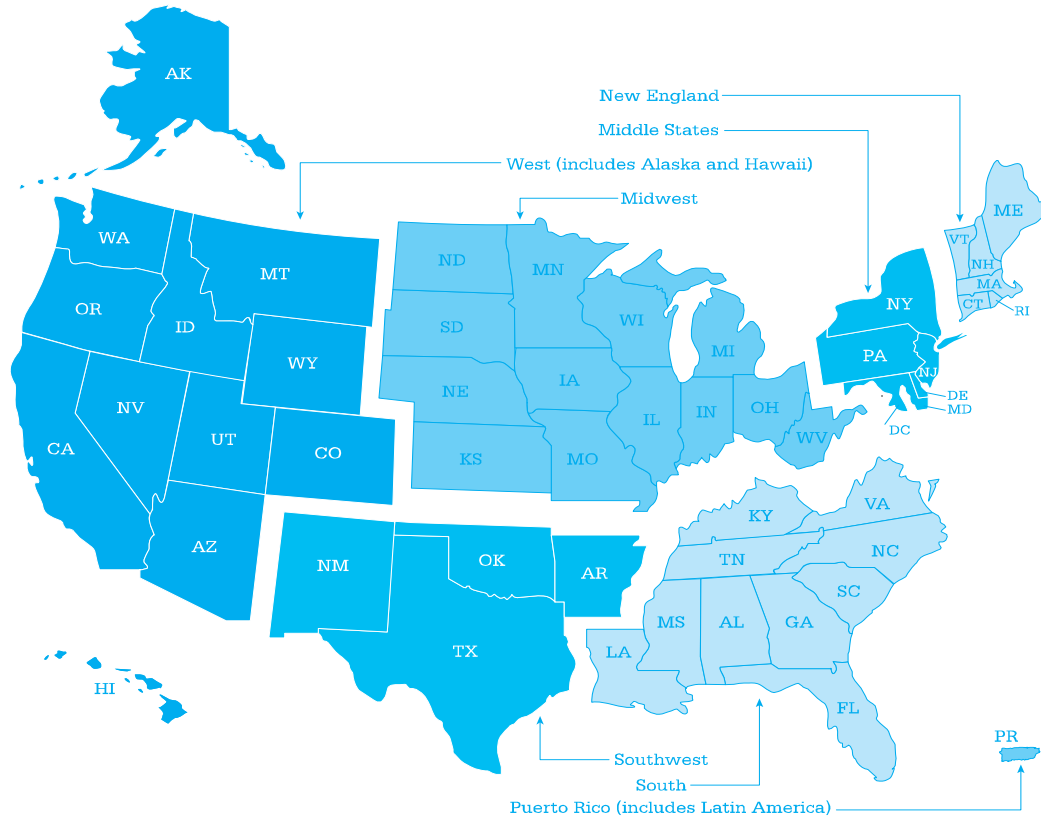 AK
New England
Middle States
West (includes Alaska and Hawaii)
Midwest
ME
WA
VT
ND
MN
NH
MT
MA
NY
CT
OR
RI
ID
SD
WI
MI
PA
WY
NJ
IA
NE
DE
NV
OH
MD
IL
IN
DC
UT
WV
CA
CO
KS
MO
VA
KY
AZ
NC
TN
OK
NM
AR
SC
MS
AL
GA
TX
LA
HI
FL
PR
Southwest
South
Puerto Rico (includes Latin America)